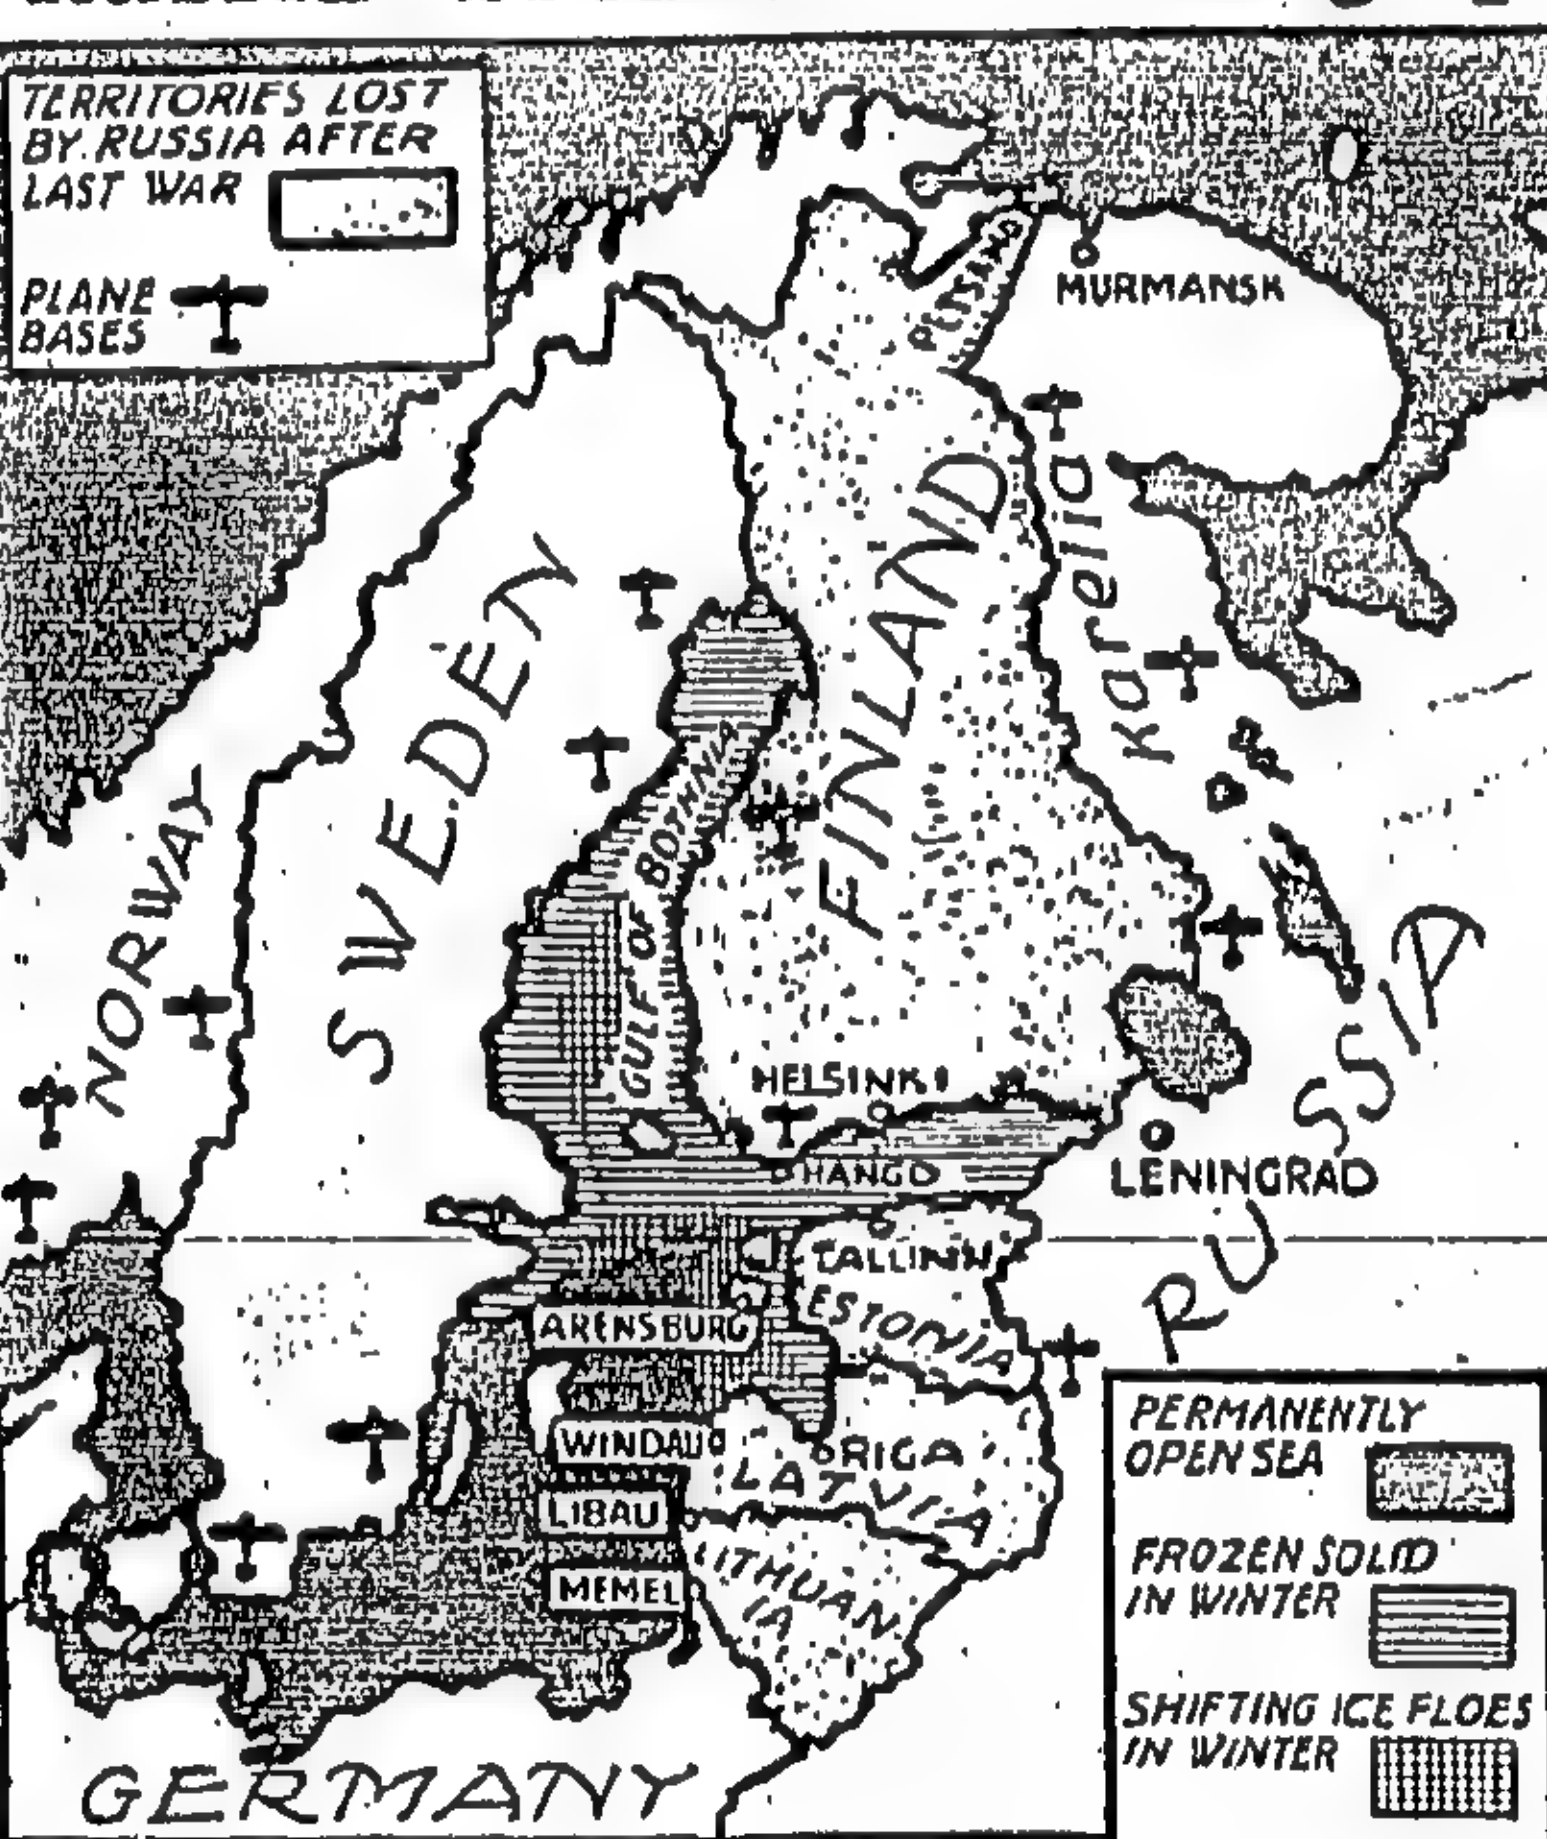 TERRITORIES LOST
BY RUSSIA AFTER
LAST WAR
PLANE
BASES
MURMANSK
FINLAND
Karelia
SWEDEN
NORWAY
GULF OF BOTHNIA
HELSINKI
HANGO
LENINGRAD
RUSSIA
TALLINN
ESTONIA
ARENSBURG
WINDAU
RIGA
LATVIA
LIBAU
LITHUAN
IA
MEMEL
GERMANY
PERMANENTLY
OPEN SEA
FROZEN SOLID
IN WINTER
SHIFTING ICE FLOES
IN WINTER